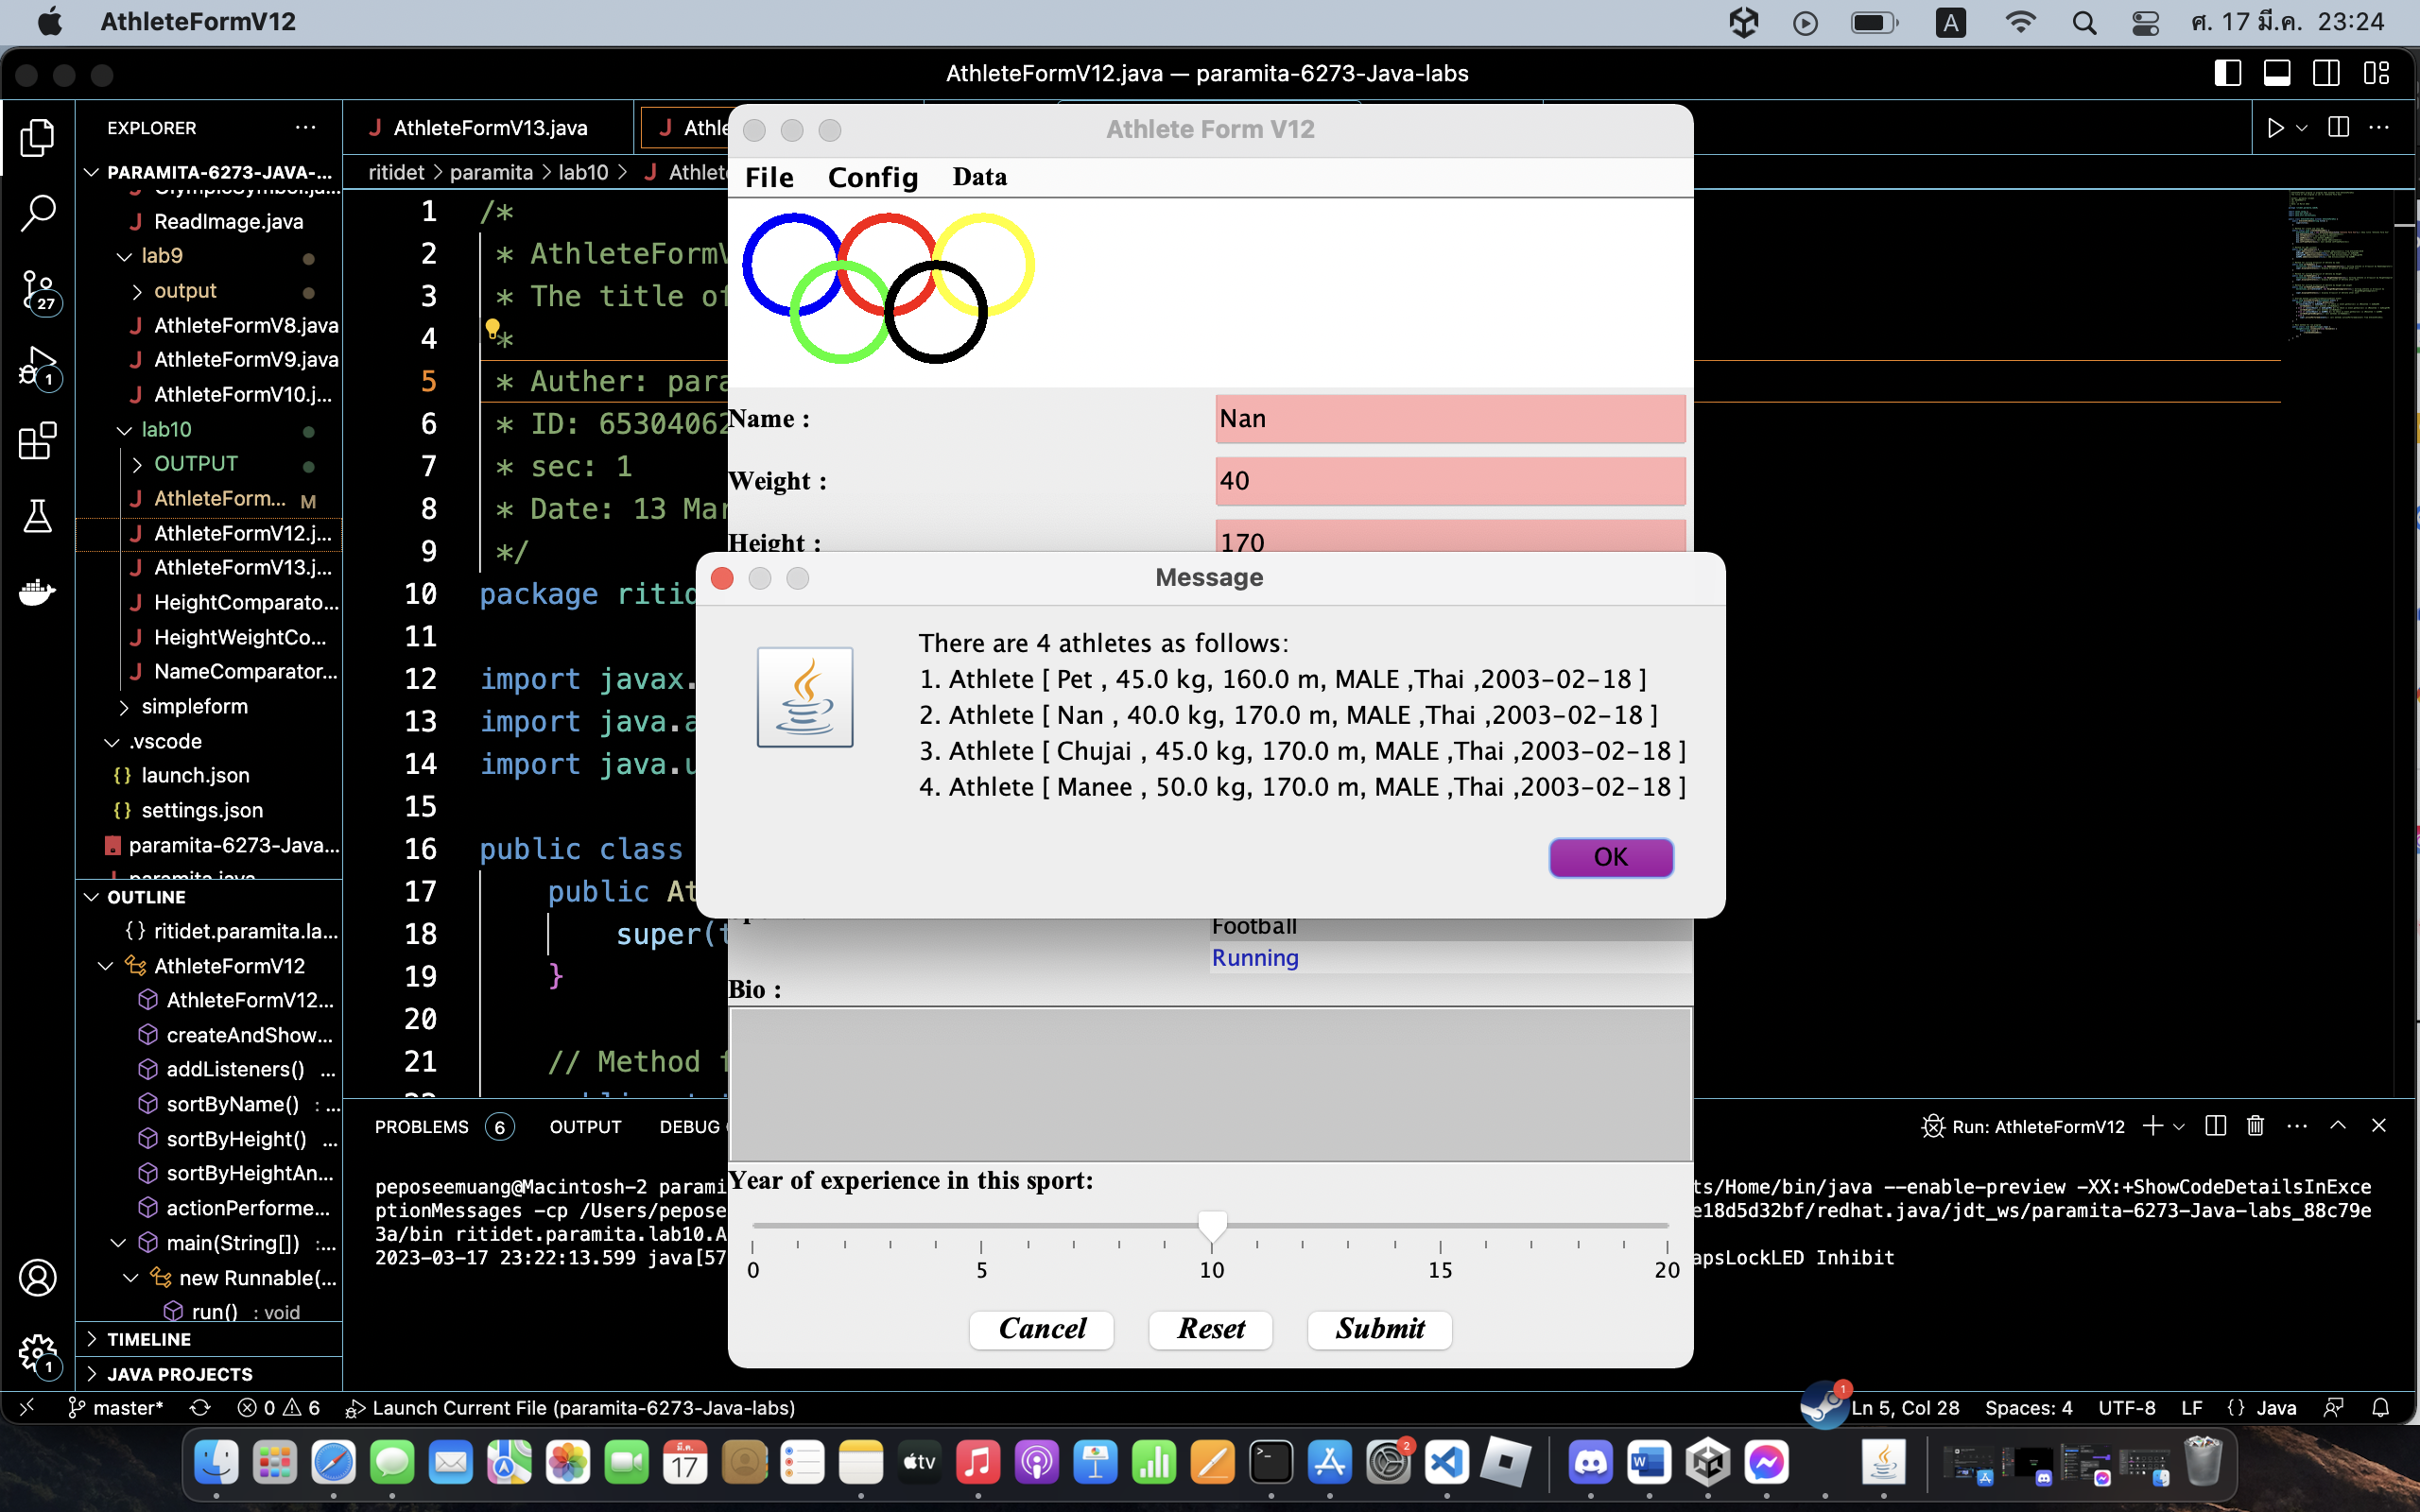 AthleteFormV12
A
ศ. 17 มี.ค. 23:24
AthleteFormV12.java — paramita-6273-Java-labs
EXPLORER
PARAMITA-6273-JAVA-...
ReadImage.java
lab9
output
AthleteFormV8.java
AthleteFormV9.java
AthleteFormV10.j...
lab10
OUTPUT
AthleteForm... M
AthleteFormV12.j...
AthleteFormV13.j...
HeightComparato...
HeightWeightCo...
NameComparator...
simpleform
.vscode
{} launch.json
{} settings.json
paramita-6273-Java...
paramita.java
27
1
1
OUTLINE
{} ritidet.paramita.la...
AthleteFormV12
AthleteFormV12...
createAndShow...
addListeners() ...
sortByName() : ...
sortByHeight() ...
sortByHeightAn...
actionPerforme...
main(String[]) :...
new Runnable(...
run() : void
TIMELINE
JAVA PROJECTS
J AthleteFormV13.java
J Athle
ritidet > paramita > lab10 > J Athlet
1 /*
2 * AthleteFormV
3 * The title of
4 *
5 * Auther: para
6 * ID: 65304062
7 * sec: 1
8 * Date: 13 Mar
9 */
10 package ritid
11
12 import javax.
13 import java.a
14 import java.u
15
16 public class
17 public At
18 super(t
19 }
20
21 // Method f
Athlete Form V12
File Config Data
Name : Nan
Weight : 40
Height : 170
Message
There are 4 athletes as follows:
1. Athlete [ Pet , 45.0 kg, 160.0 m, MALE ,Thai ,2003-02-18 ]
2. Athlete [ Nan , 40.0 kg, 170.0 m, MALE ,Thai ,2003-02-18 ]
3. Athlete [ Chujai , 45.0 kg, 170.0 m, MALE ,Thai ,2003-02-18 ]
4. Athlete [ Manee , 50.0 kg, 170.0 m, MALE ,Thai ,2003-02-18 ]
OK
Football
Running
Bio :
Year of experience in this sport:
0 5 10 15 20
Cancel Reset Submit
PROBLEMS 6 OUTPUT DEBUG
Run: AthleteFormV12
peposeemuang@Macintosh-2 parami ts/Home/bin/java --enable-preview -XX:+ShowCodeDetailsInExce
ptionMessages -cp /Users/pepose e18d5d32bf/redhat.java/jdt_ws/paramita-6273-Java-labs_88c79e
3a/bin ritidet.paramita.lab10.A
2023-03-17 23:22:13.599 java[57 apsLockLED Inhibit
master* 0 6 Launch Current File (paramita-6273-Java-labs)
1
Ln 5, Col 28 Spaces: 4 UTF-8 LF {} Java
มี.ค.
17
tv
2
W